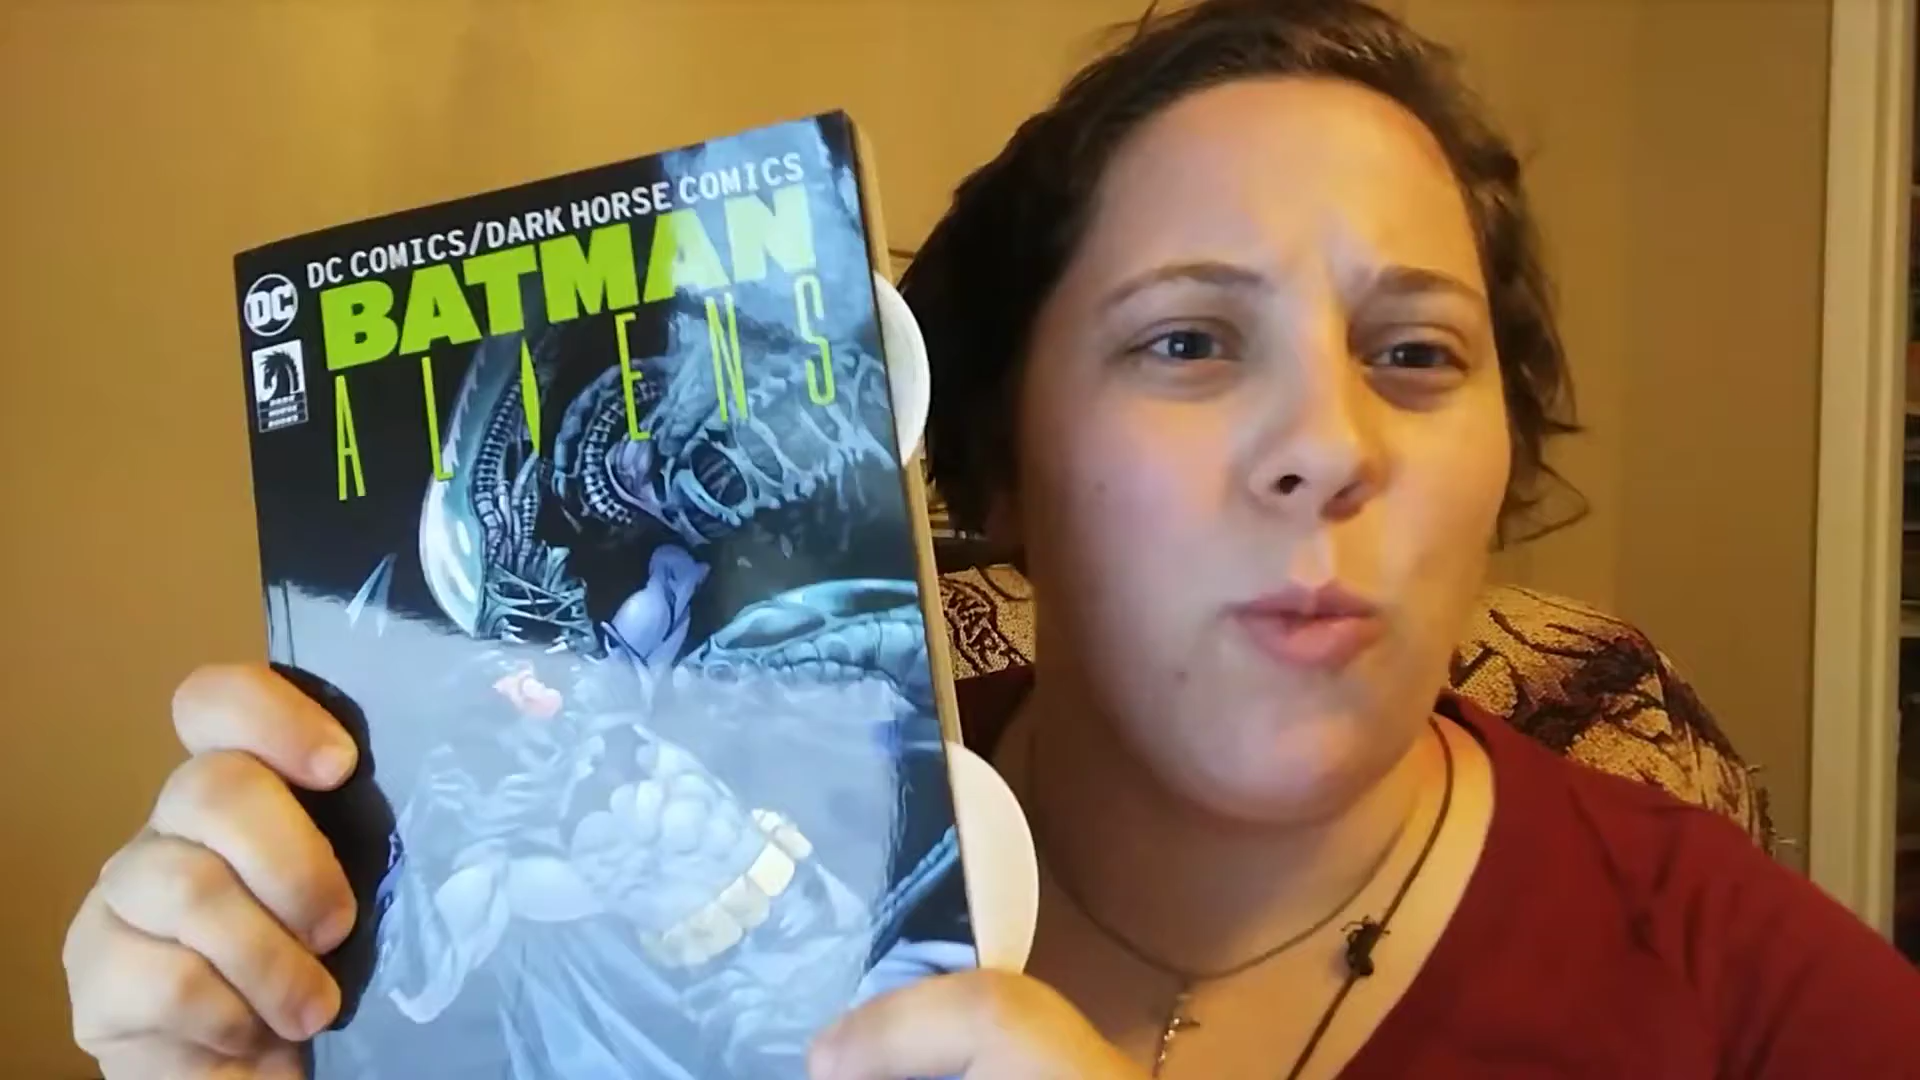 DC COMICS/DARK HORSE COMICS
DC
BATMAN
ALIENS